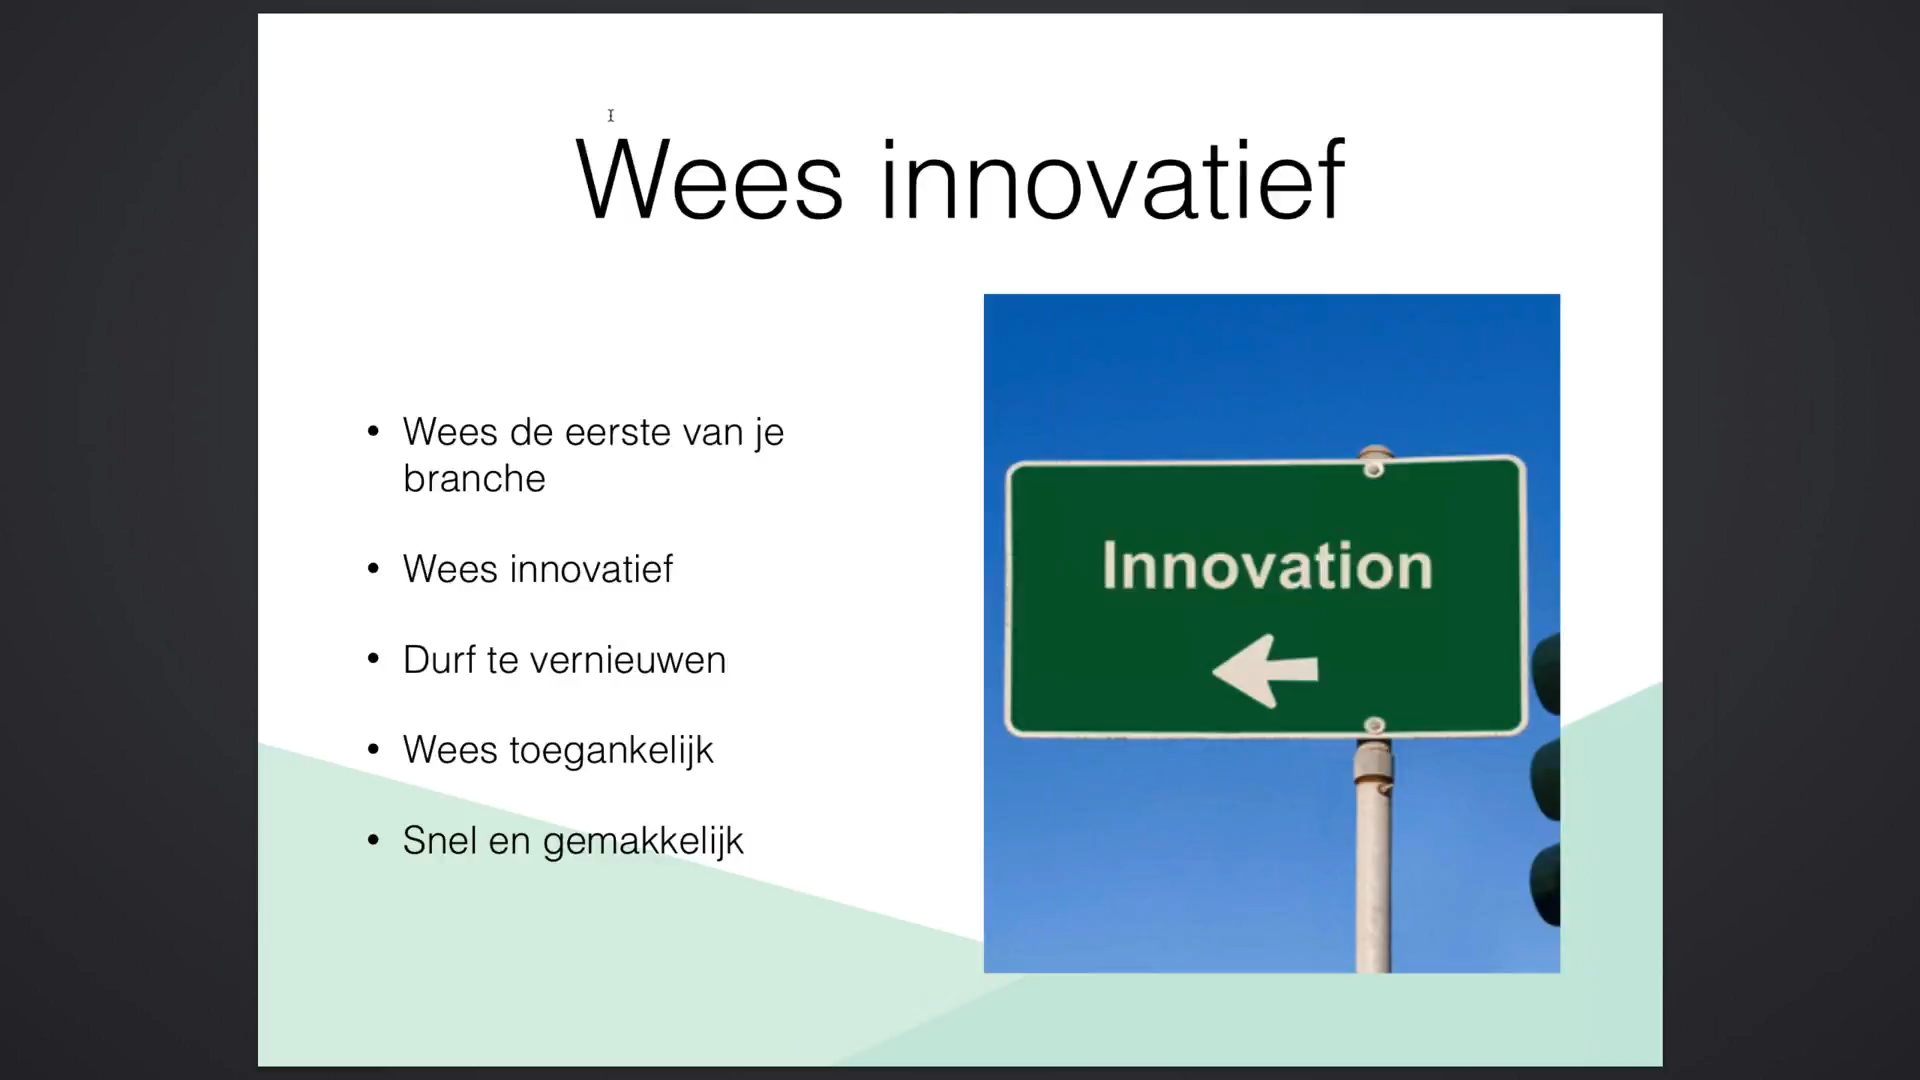 Wees innovatief
• Wees de eerste van je
branche
• Wees innovatief
• Durf te vernieuwen
• Wees toegankelijk
• Snel en gemakkelijk
Innovation